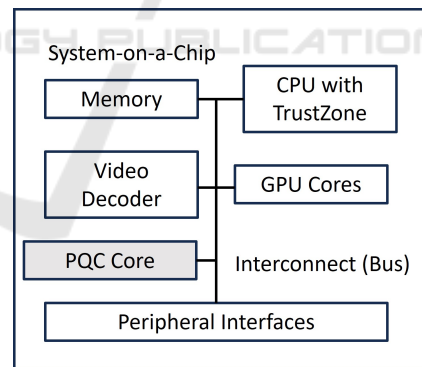 System-on-a-Chip
Memory
CPU with
TrustZone
Video
Decoder
GPU Cores
PQC Core
Interconnect (Bus)
Peripheral Interfaces